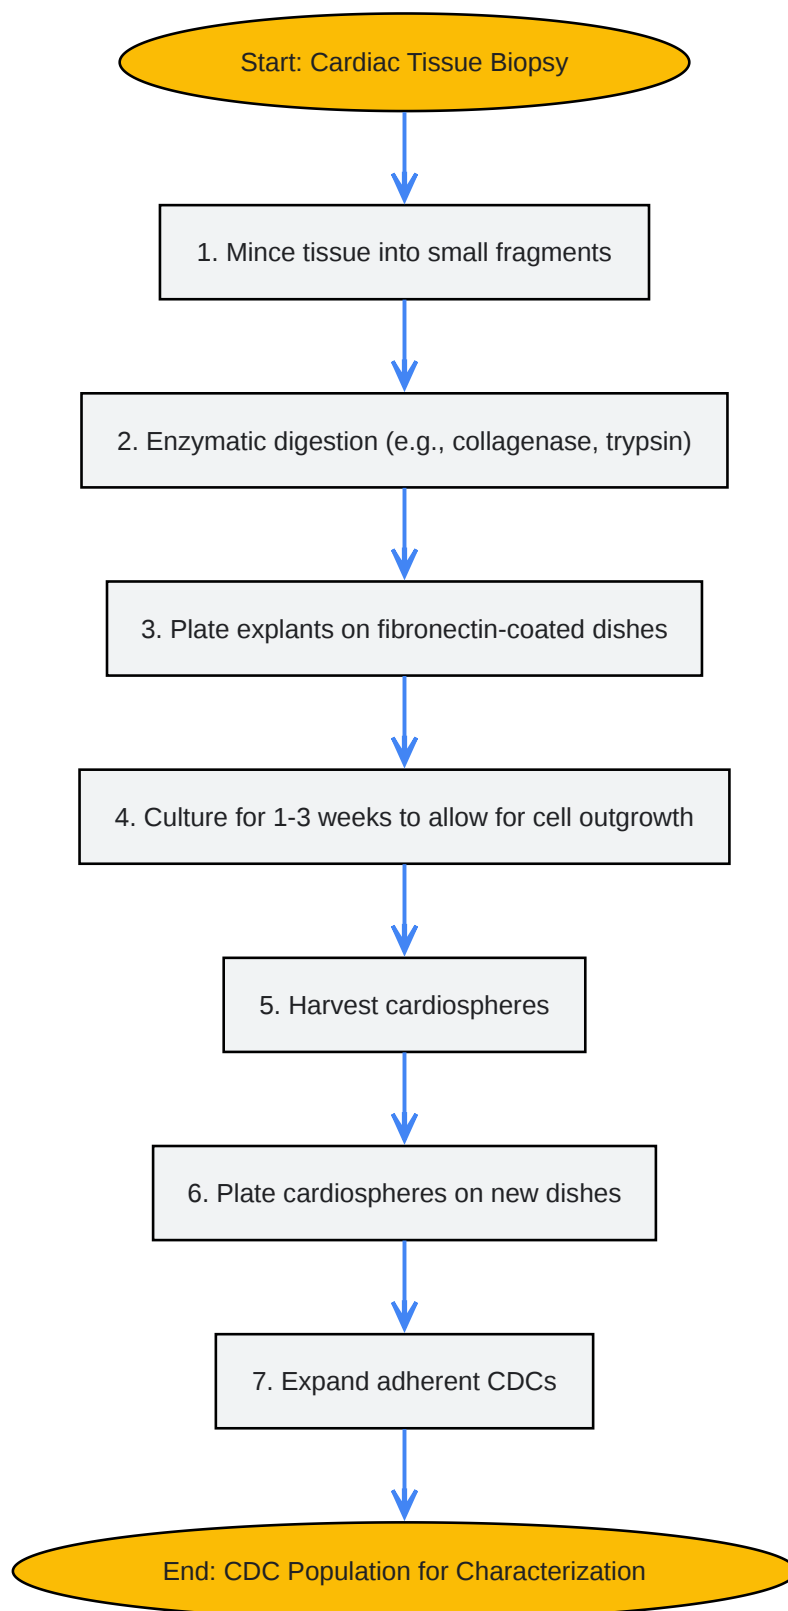 Start: Cardiac Tissue Biopsy
1. Mince tissue into small fragments
2. Enzymatic digestion (e.g., collagenase, trypsin)
3. Plate explants on fibronectin-coated dishes
4. Culture for 1-3 weeks to allow for cell outgrowth
5. Harvest cardiospheres
6. Plate cardiospheres on new dishes
7. Expand adherent CDCs
End: CDC Population for Characterization